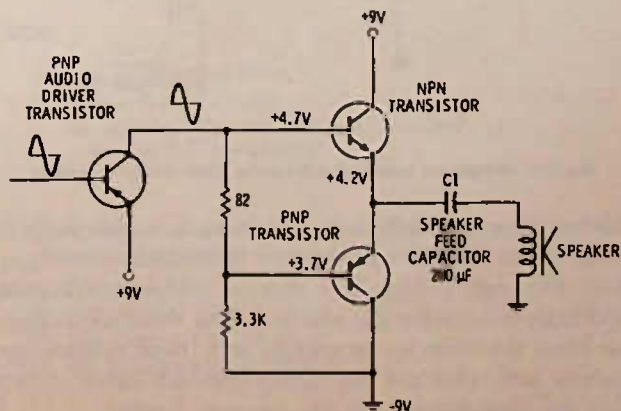 +9V
PNP
AUDIO
DRIVER
TRANSISTOR
NPN
TRANSISTOR
+4.7V
+4.2V
C1
82
PNP
TRANSISTOR
SPEAKER
FEED
CAPACITOR
µF
SPEAKER
+3.7V
+9V
3.3K
-9V